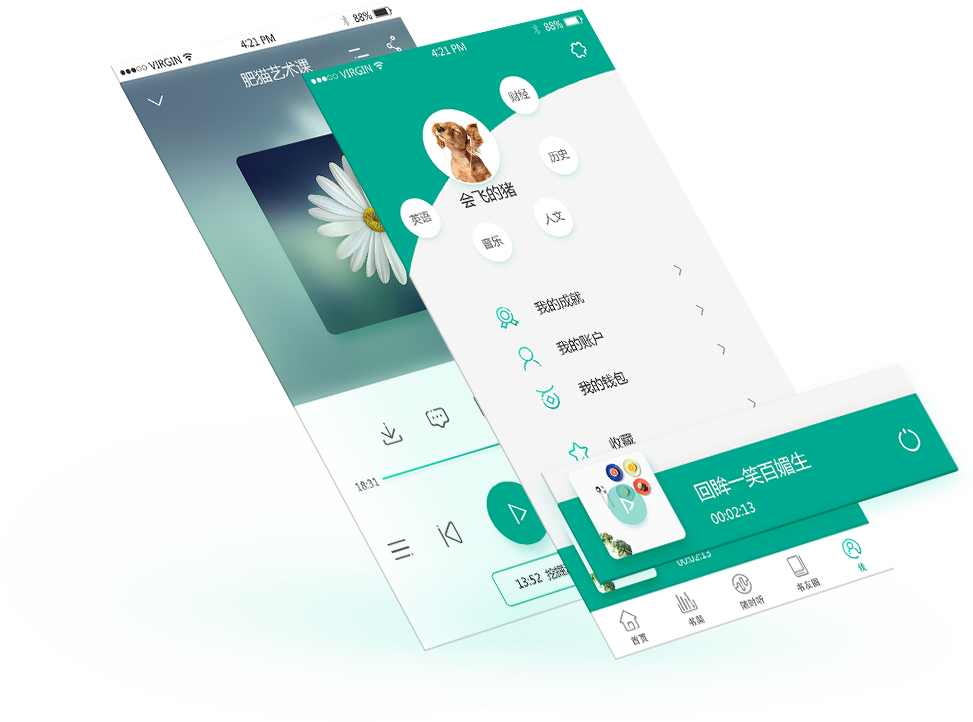 VIRGIN
4:21 PM
88%
肥猫艺术课
18:31
13:52
VIRGIN
4:21 PM
88%
财经
历史
会飞的猪
英语
音乐
人文
我的成就
我的账户
我的钱包
收藏
回眸一笑百媚生
00:02:13
00:02:13
首页
书架
随时听
书友圈
我